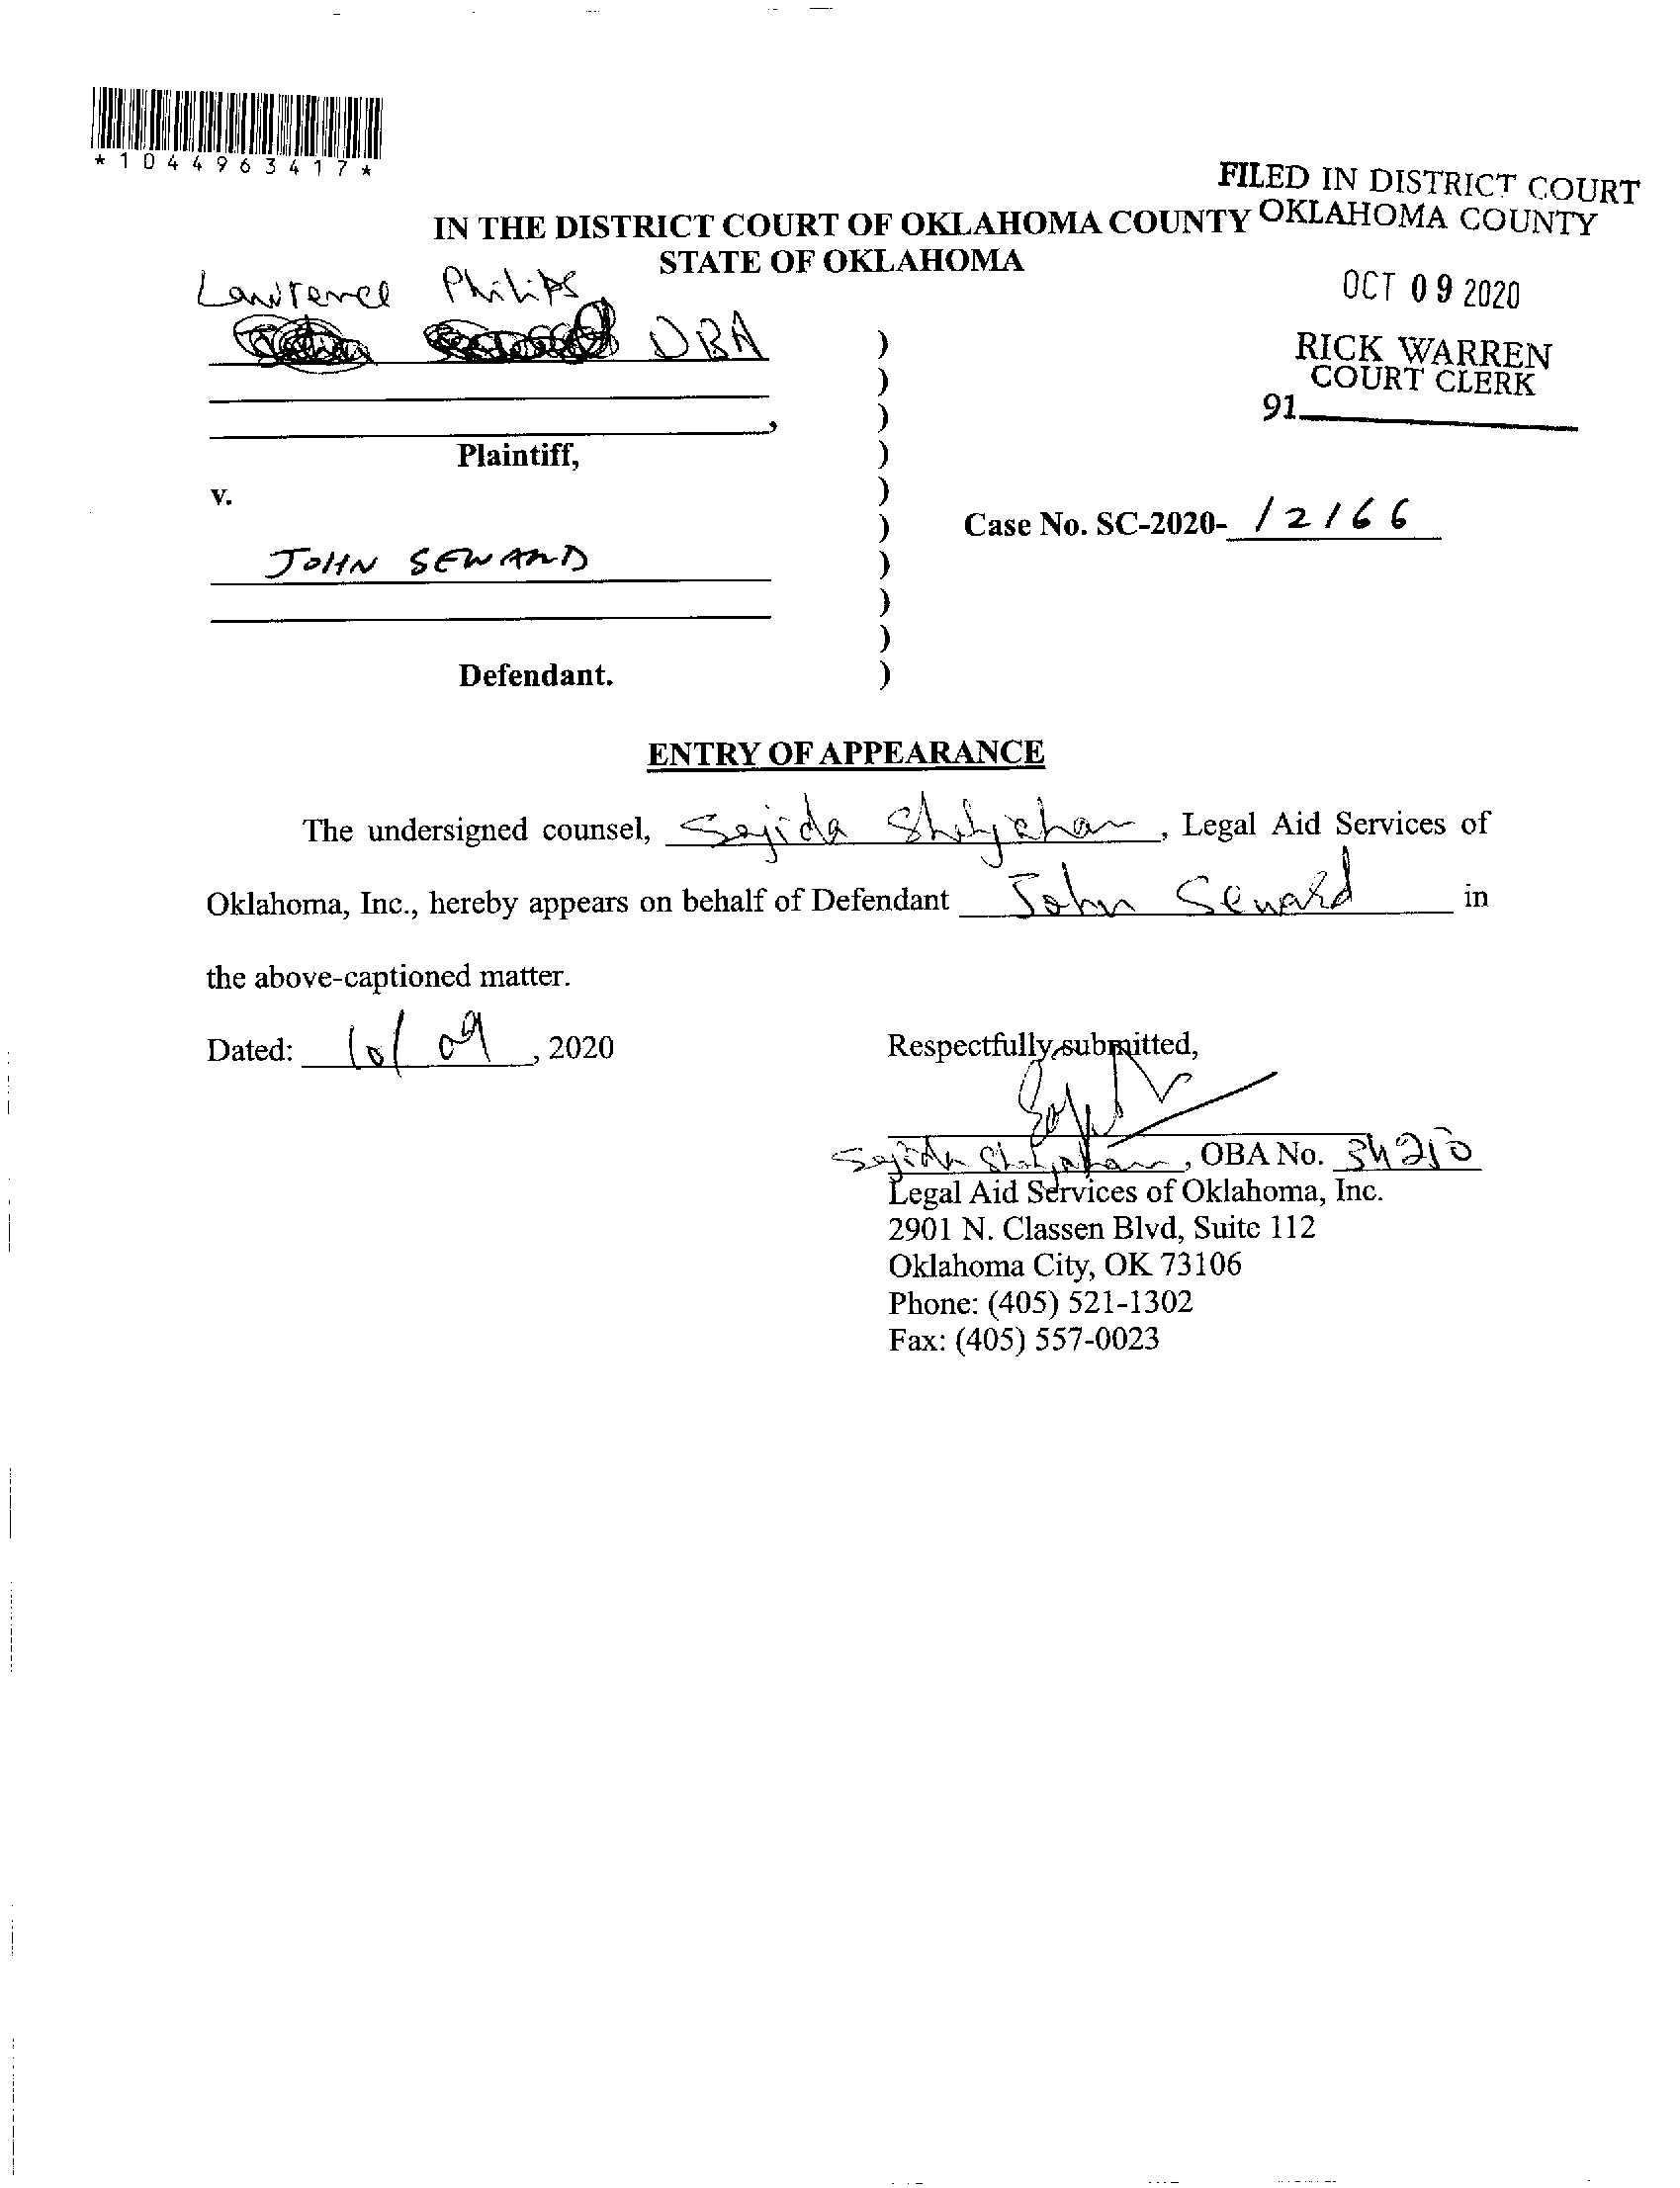 *1044963417*
FILED IN DISTRICT COURT
OKLAHOMA COUNTY
IN THE DISTRICT COURT OF OKLAHOMA COUNTY
STATE OF OKLAHOMA
OCT 09 2020
RICK WARREN
COURT CLERK
91
Lawrence Philips
DBA )
)
, )
Plaintiff, )
v. )
Case No. SC-2020- 12166 )
JOHN SEWARD )
)
)
Defendant. )
ENTRY OF APPEARANCE
The undersigned counsel, Sajida Shahjahan, Legal Aid Services of
Oklahoma, Inc., hereby appears on behalf of Defendant John Seward in
the above-captioned matter.
Dated: 10/09, 2020
Respectfully submitted,
Sajida Shahjahan, OBA No. 34210
Legal Aid Services of Oklahoma, Inc.
2901 N. Classen Blvd, Suite 112
Oklahoma City, OK 73106
Phone: (405) 521-1302
Fax: (405) 557-0023